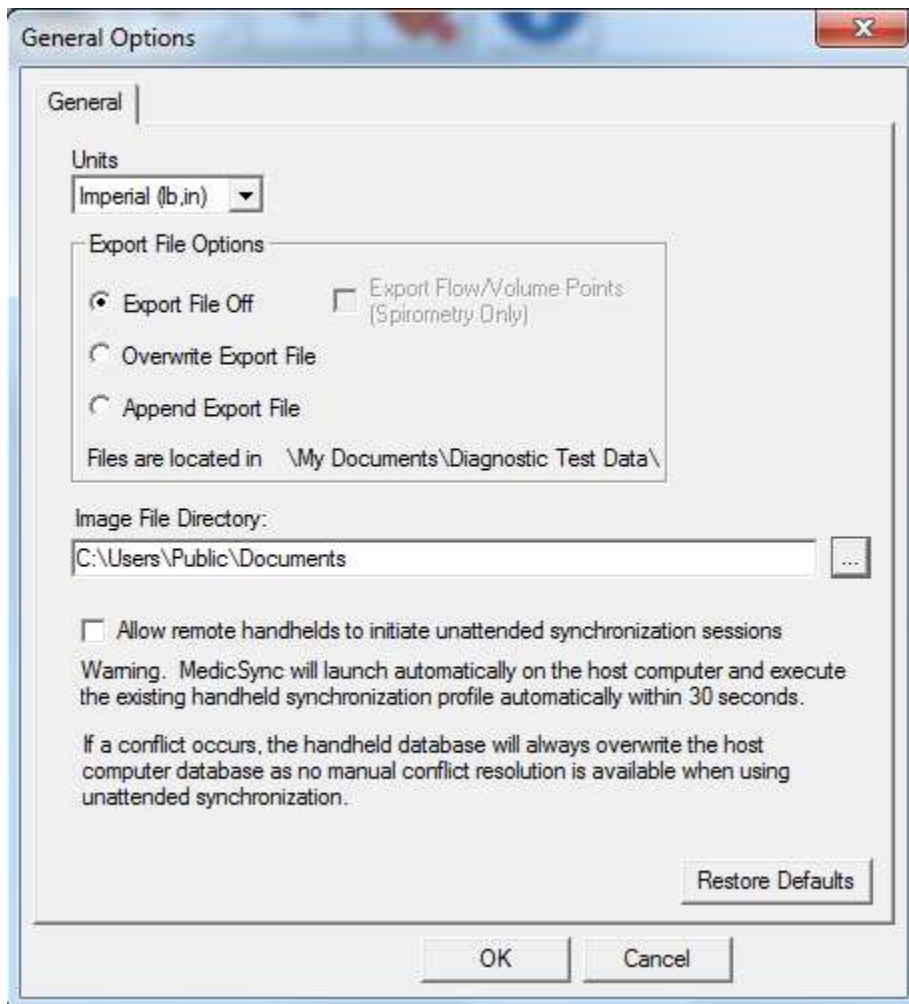 General Options
General
Units
Imperial (lb,in)
Export File Options
Export File Off
Export Flow/Volume Points
(Spirometry Only)
Overwrite Export File
Append Export File
Files are located in \My Documents\Diagnostic Test Data\
Image File Directory:
C:\Users\Public\Documents
...
Allow remote handhelds to initiate unattended synchronization sessions
Warning. MedicSync will launch automatically on the host computer and execute
the existing handheld synchronization profile automatically within 30 seconds.
If a conflict occurs, the handheld database will always overwrite the host
computer database as no manual conflict resolution is available when using
unattended synchronization.
Restore Defaults
OK Cancel